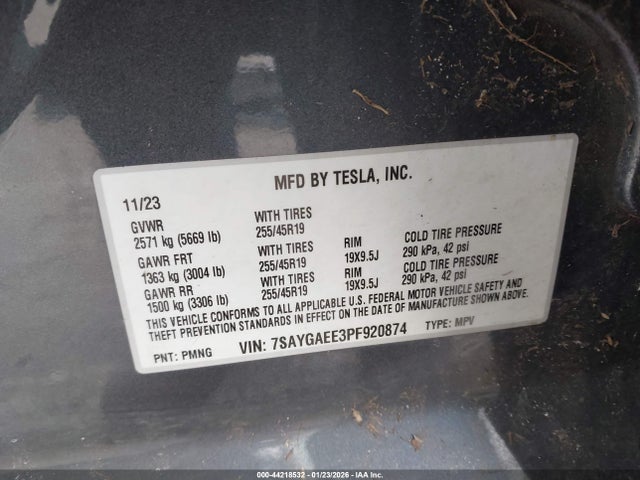 MFD BY TESLA, INC.
11/23
GVWR WITH TIRES
2571 kg (5669 lb) 255/45R19
GAWR FRT WITH TIRES RIM COLD TIRE PRESSURE
1363 kg (3004 lb) 255/45R19 19X9.5J 290 kPa, 42 psi
GAWR RR WITH TIRES RIM COLD TIRE PRESSURE
1500 kg (3306 lb) 255/45R19 19X9.5J 290 kPa, 42 psi
THIS VEHICLE CONFORMS TO ALL APPLICABLE U.S. FEDERAL MOTOR VEHICLE SAFETY AND
THEFT PREVENTION STANDARDS IN EFFECT ON THE DATE OF MANUFACTURE SHOWN ABOVE.
PNT: PMNG VIN: 7SAYGAEE3PF920874 TYPE: MPV
000-44218532 - 01/23/2026 - IAA Inc.